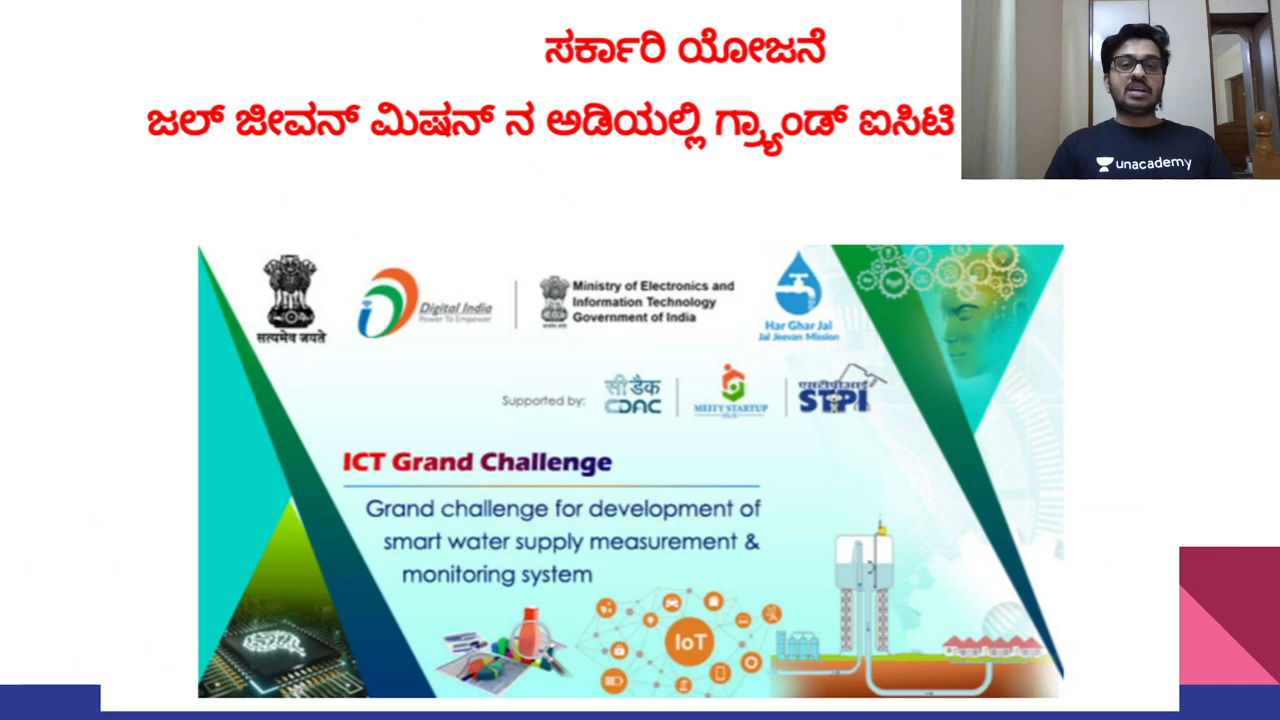 ಸರ್ಕಾರಿ ಯೋಜನೆ
ಜಲ್ ಜೀವನ್ ಮಿಷನ್ ನ ಅಡಿಯಲ್ಲಿ ಗ್ರ್ಯಾಂಡ್ ಐಸಿಟಿ
unacademy
सत्यमेव जयते
Digital India
Power To Empower
Ministry of Electronics and
Information Technology
Government of India
Har Ghar Jal
Jal Jeevan Mission
Supported by:
सी डैक
CDAC
MEITY STARTUP
एसटीपीआई
STPI
ICT Grand Challenge
Grand challenge for development of
smart water supply measurement &
monitoring system
IoT